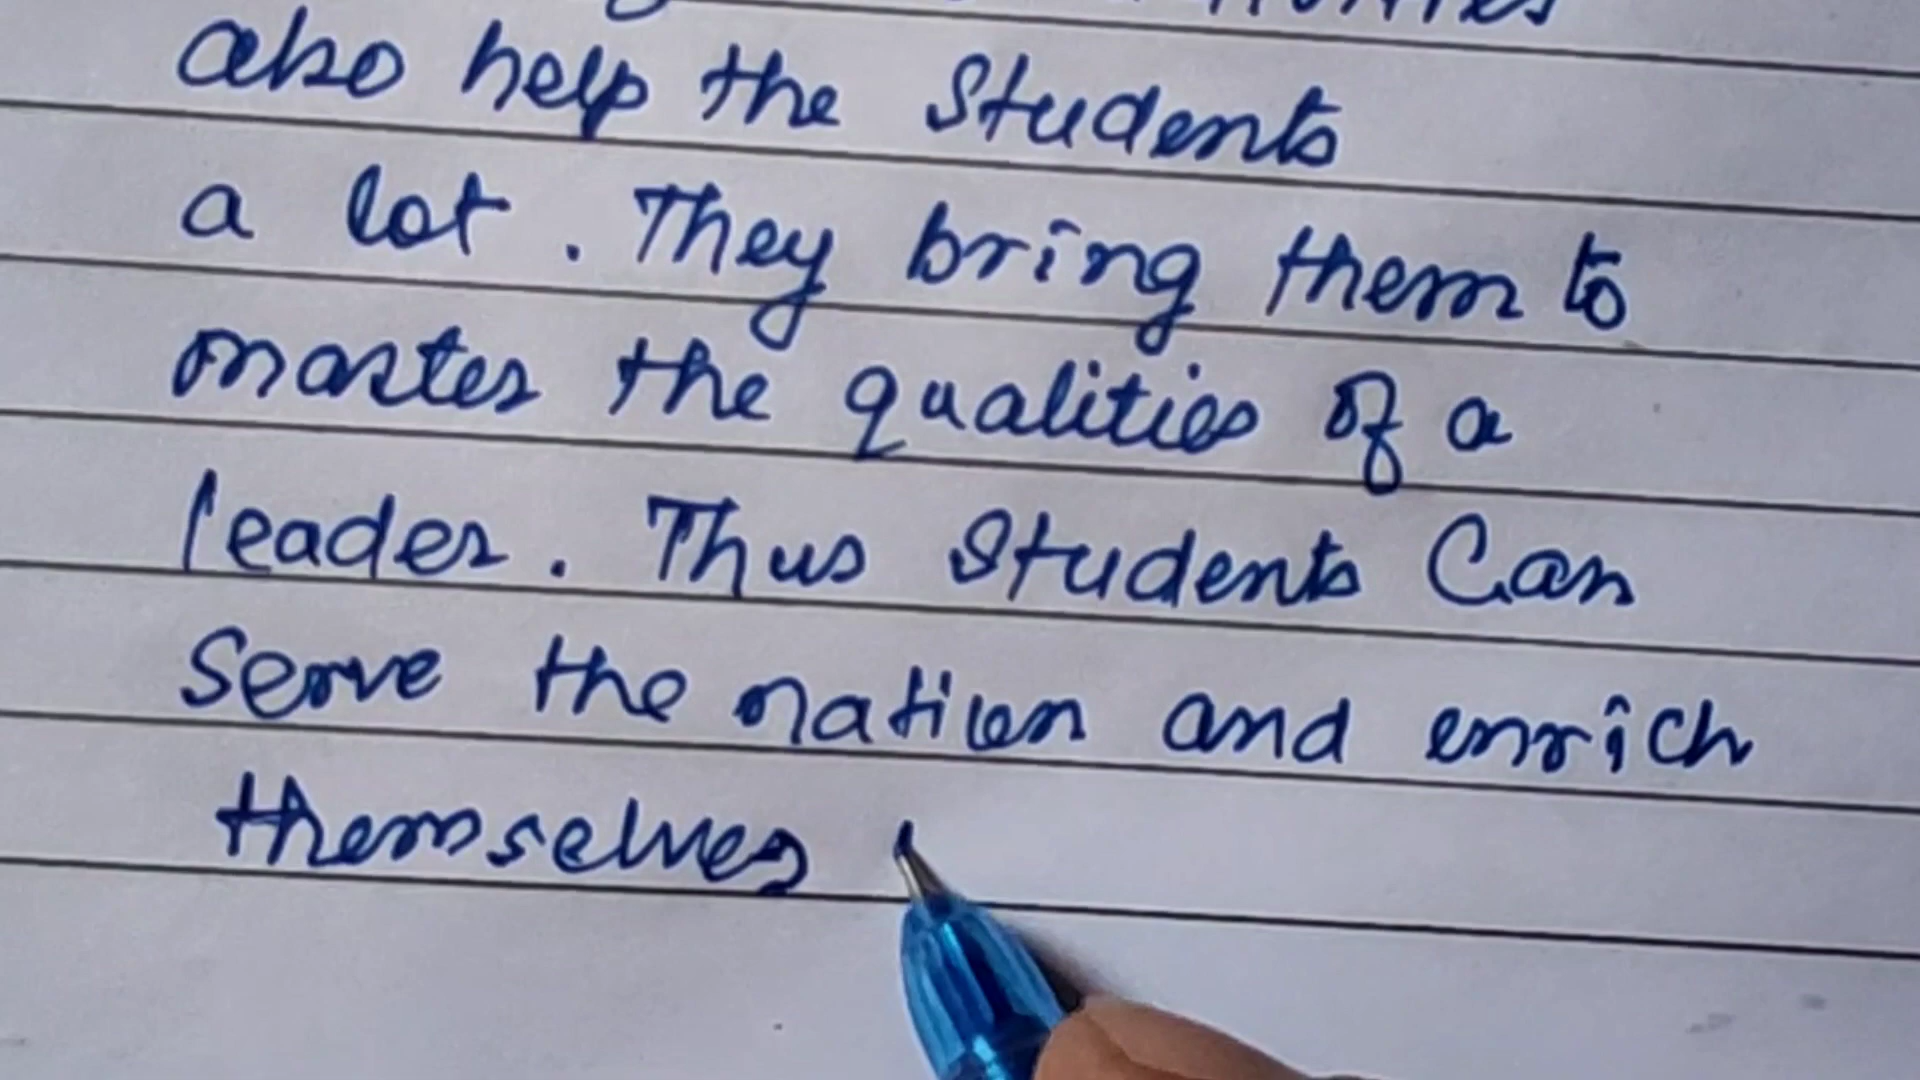 also help the Students
a lot. They bring them to
master the qualities of a
leader. Thus Students Can
Serve the nation and enrich
themselves